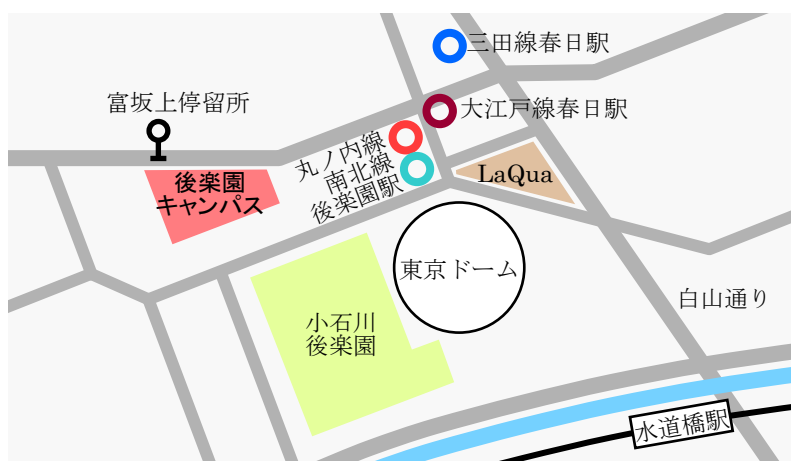 三田線春日駅
富坂上停留所
大江戸線春日駅
丸ノ内線
南北線
後楽園駅
後楽園
キャンパス
LaQua
東京ドーム
白山通り
小石川
後楽園
水道橋駅